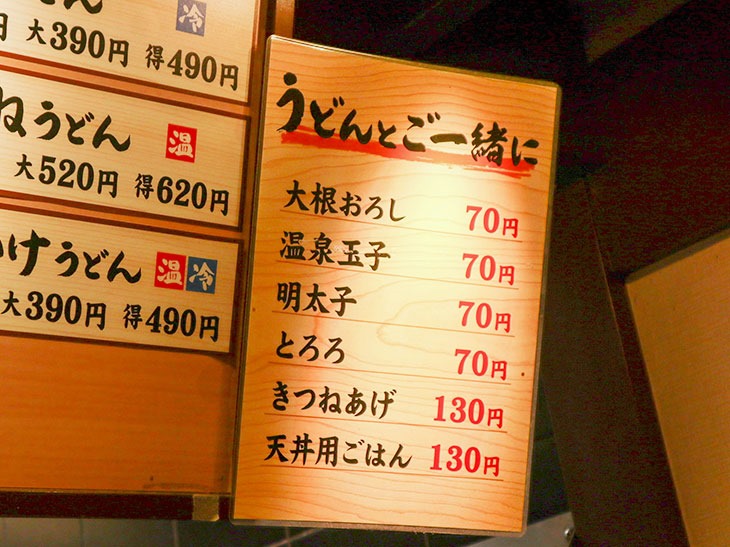 どん 冷
円 大390円 得490円
ねうどん 温
大520円 得620円
けうどん 温 冷
大390円 得490円
うどんとご一緒に
大根おろし 70円
温泉玉子 70円
明太子 70円
とろろ 70円
きつねあげ 130円
天丼用ごはん 130円